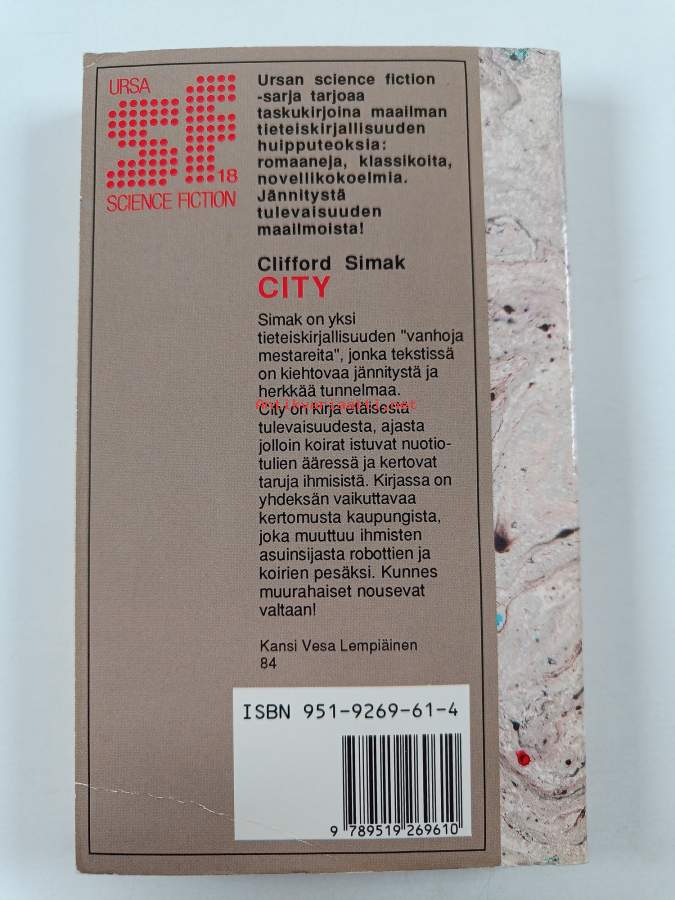 URSA
SF 18
SCIENCE FICTION
Ursan science fiction
-sarja tarjoaa
taskukirjoina maailman
tieteiskirjallisuuden
huipputeoksia:
romaaneja, klassikoita,
novellikokoelmia.
Jännitystä
tulevaisuuden
maailmoista!
Clifford Simak
CITY
Simak on yksi
tieteiskirjallisuuden "vanhoja
mestareita", jonka tekstissä
on kiehtovaa jännitystä ja
herkkää tunnelmaa.
Antikvariaatti.net
City on kirja etäisestä
tulevaisuudesta, ajasta
jolloin koirat istuvat nuotio-
tulien ääressä ja kertovat
taruja ihmisistä. Kirjassa on
yhdeksän vaikuttavaa
kertomusta kaupungista,
joka muuttuu ihmisten
asuinsijasta robottien ja
koirien pesäksi. Kunnes
muurahaiset nousevat
valtaan!
Kansi Vesa Lempiäinen
84
ISBN 951-9269-61-4
9 789519 269610